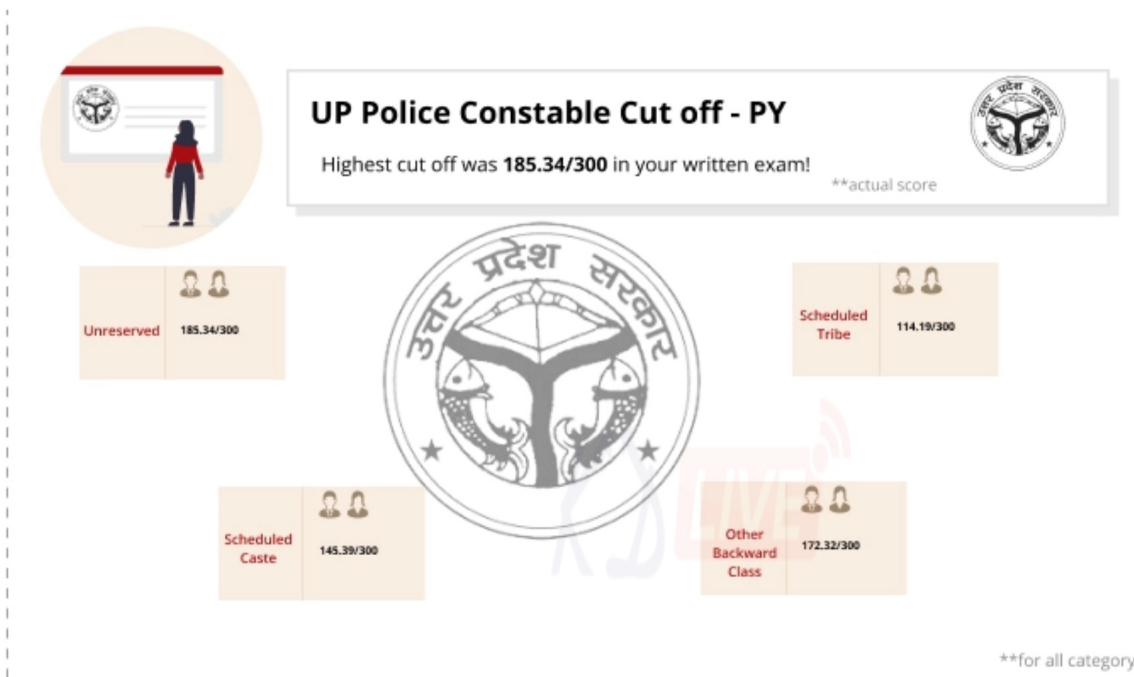 UP Police Constable Cut off - PY
उत्तर प्रदेश सरकार
Highest cut off was 185.34/300 in your written exam!
**actual score
उत्तर प्रदेश सरकार
Unreserved
185.34/300
Scheduled
Tribe
114.19/300
Scheduled
Caste
145.39/300
KD LIVE
Other
Backward
Class
172.32/300
**for all category